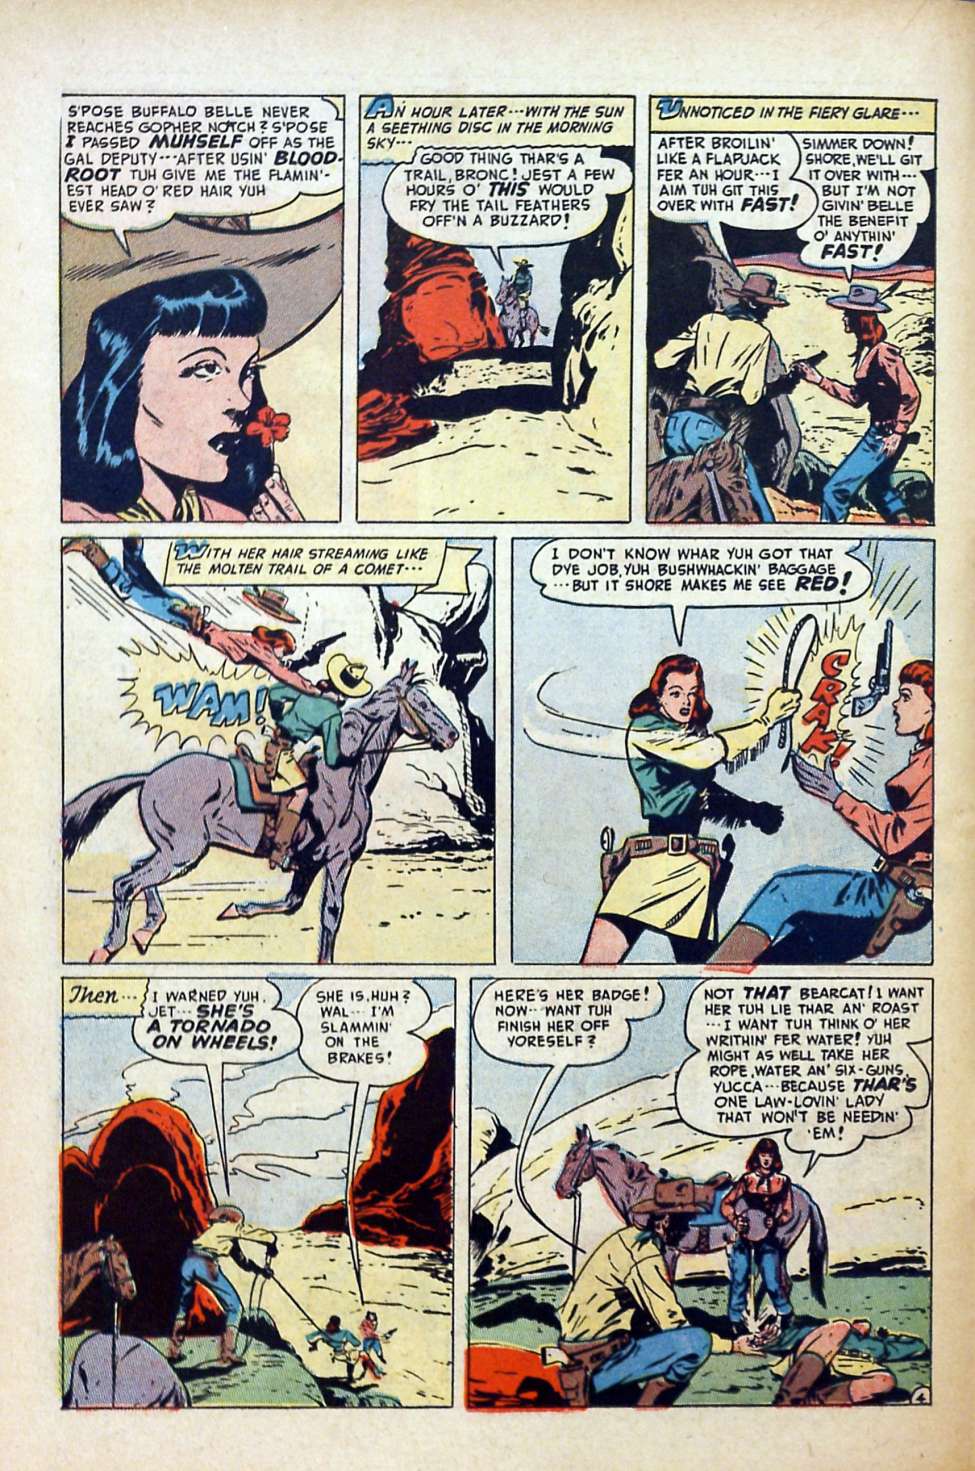 S'POSE BUFFALO BELLE NEVER
REACHES GOPHER NOTCH? S'POSE
I PASSED MUHSELF OFF AS THE
GAL DEPUTY---AFTER USIN' BLOOD-
ROOT TUH GIVE ME THE FLAMIN'-
EST HEAD O' RED HAIR YUH
EVER SAW?
AN HOUR LATER---WITH THE SUN
A SEETHING DISC IN THE MORNING
SKY---
GOOD THING THAR'S A
TRAIL, BRONC! JEST A FEW
HOURS O' THIS WOULD
FRY THE TAIL FEATHERS
OFF'N A BUZZARD!
UNNOTICED IN THE FIERY GLARE---
AFTER BROILIN'
LIKE A FLAPJACK
FER AN HOUR---I
AIM TUH GIT THIS
OVER WITH FAST!
SIMMER DOWN!
SHORE, WE'LL GIT
IT OVER WITH---
BUT I'M NOT
GIVIN' BELLE
THE BENEFIT
O' ANYTHIN'
FAST!
WITH HER HAIR STREAMING LIKE
THE MOLTEN TRAIL OF A COMET---
WAM!
I DON'T KNOW WHAR YUH GOT THAT
DYE JOB, YUH BUSHWHACKIN' BAGGAGE
---BUT IT SHORE MAKES ME SEE RED!
CRAK!
Then---
I WARNED YUH,
JET---SHE'S
A TORNADO
ON WHEELS!
SHE IS, HUH?
WAL---I'M
SLAMMIN'
ON THE
BRAKES!
HERE'S HER BADGE!
NOW---WANT TUH
FINISH HER OFF
YORESELF?
NOT THAT BEARCAT! I WANT
HER TUH LIE THAR AN' ROAST
---I WANT TUH THINK O' HER
WRITHIN' FER WATER! YUH
MIGHT AS WELL TAKE HER
ROPE, WATER AN' SIX-GUNS,
YUCCA---BECAUSE THAR'S
ONE LAW-LOVIN' LADY
THAT WON'T BE NEEDIN'
'EM!
4